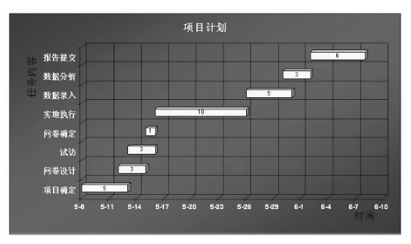 项目计划
任务内容
报告提交
6
数据分析
3
数据录入
5
实地执行
10
问卷确定
1
试访
3
问卷设计
3
项目确定
5
5-8 5-11 5-14 5-17 5-20 5-23 5-26 5-29 6-1 6-4 6-7 6-10
时间